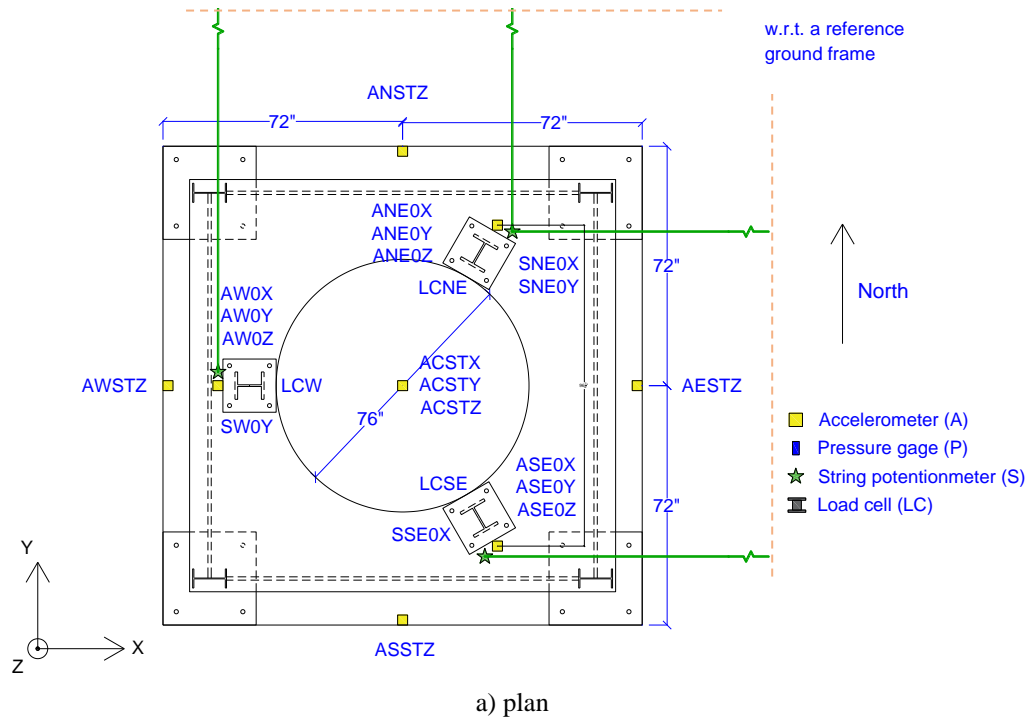 w.r.t. a reference
ground frame
ANSTZ
72"
72"
ANE0X
ANE0Y
ANE0Z
SNE0X
SNE0Y
72"
LCNE
North
AW0X
AW0Y
AW0Z
ACSTX
ACSTY
ACSTZ
AWSTZ
LCW
AESTZ
76"
SW0Y
Accelerometer (A)
Pressure gage (P)
String potentionmeter (S)
Load cell (LC)
LCSE
ASE0X
ASE0Y
ASE0Z
72"
SSE0X
Y
X
Z
ASSTZ
a) plan